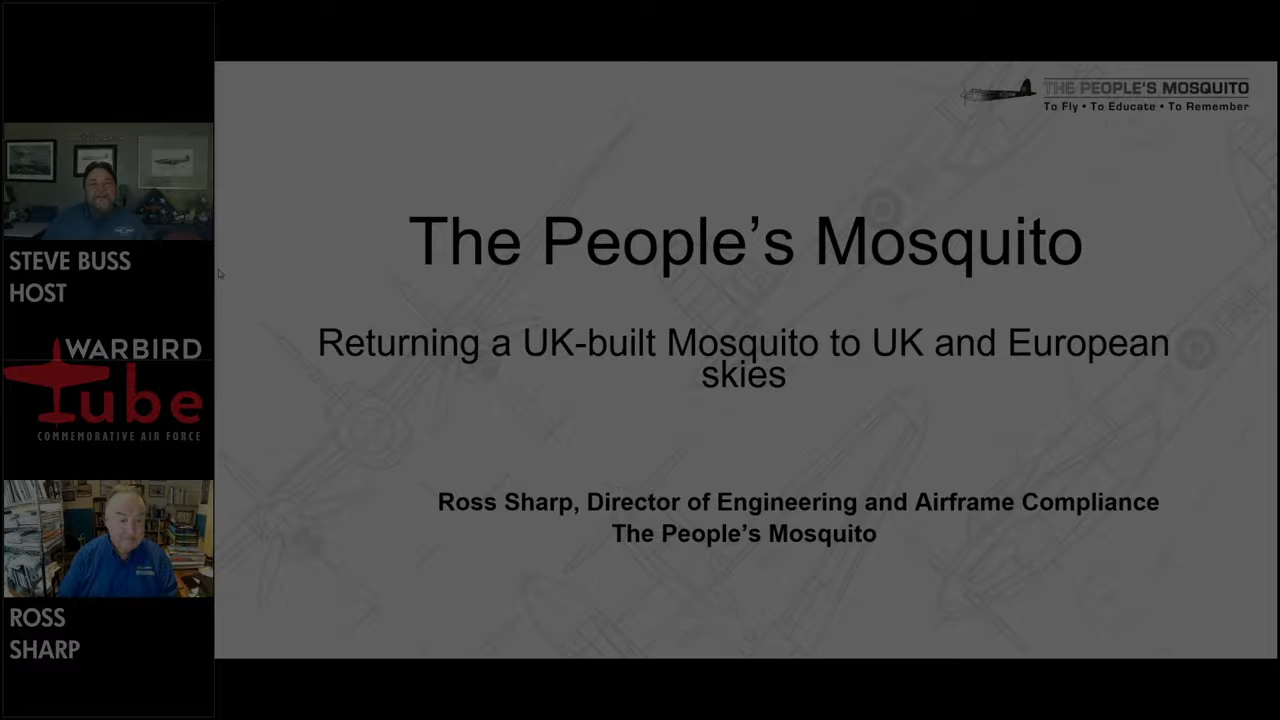 STEVE BUSS
HOST
WARBIRD
Tube
COMMEMORATIVE AIR FORCE
ROSS
SHARP
THE PEOPLE'S MOSQUITO
To Fly • To Educate • To Remember
The People’s Mosquito
Returning a UK-built Mosquito to UK and European
skies
Ross Sharp, Director of Engineering and Airframe Compliance
The People’s Mosquito